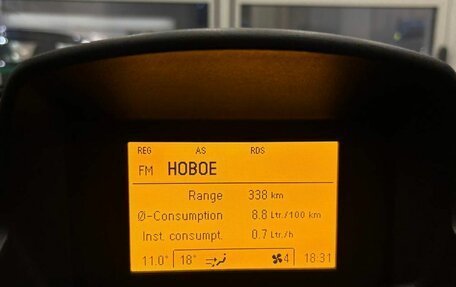 REG AS RDS
FM HOBOE
Range 338 km
Ø-Consumption 8.8 Ltr./100 km
Inst. consumpt. 0.7 Ltr./h
11.0° 18° 4 18:31